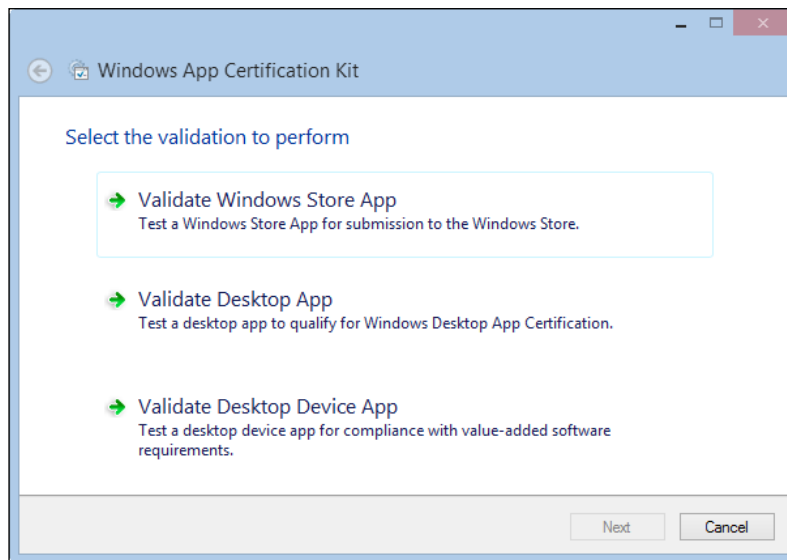 Windows App Certification Kit
Select the validation to perform
Validate Windows Store App
Test a Windows Store App for submission to the Windows Store.
Validate Desktop App
Test a desktop app to qualify for Windows Desktop App Certification.
Validate Desktop Device App
Test a desktop device app for compliance with value-added software
requirements.
Next Cancel